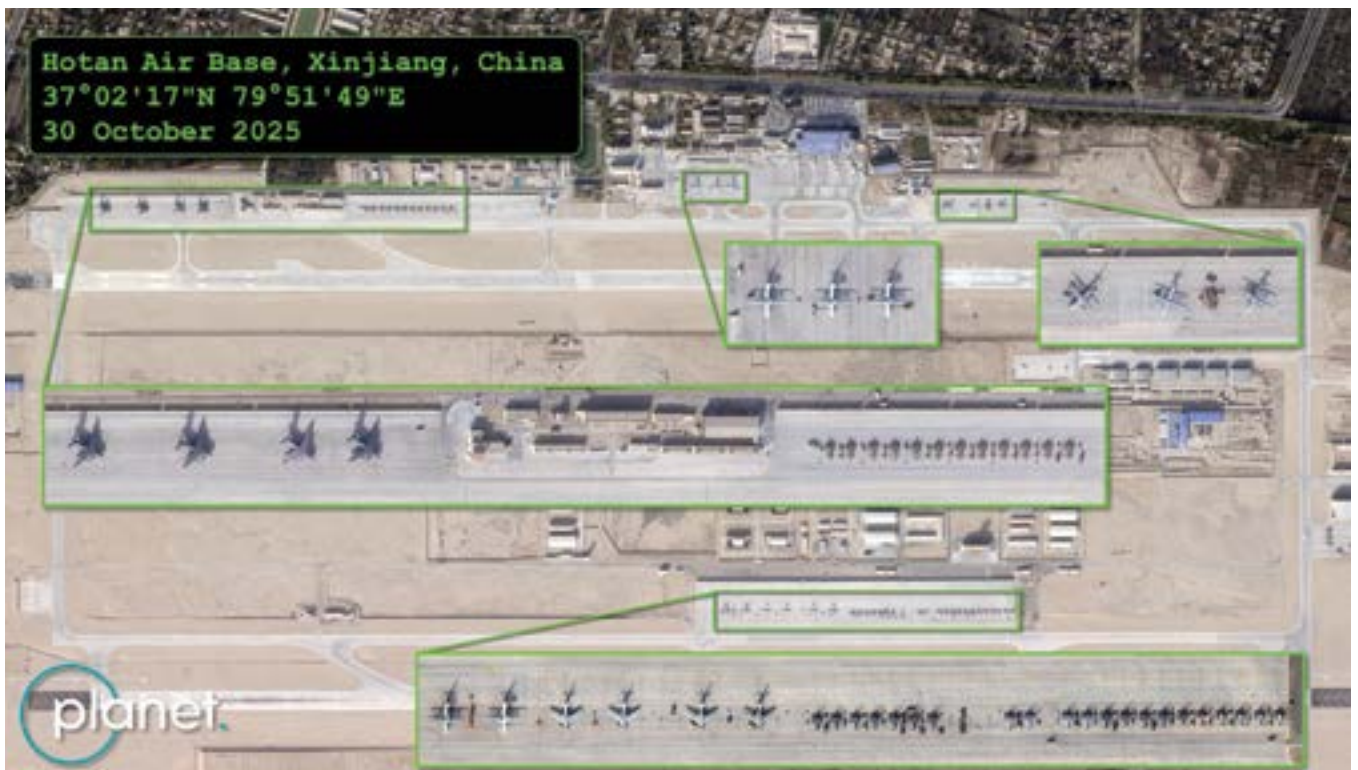 Hotan Air Base, Xinjiang, China
37°02'17"N 79°51'49"E
30 October 2025
planet.